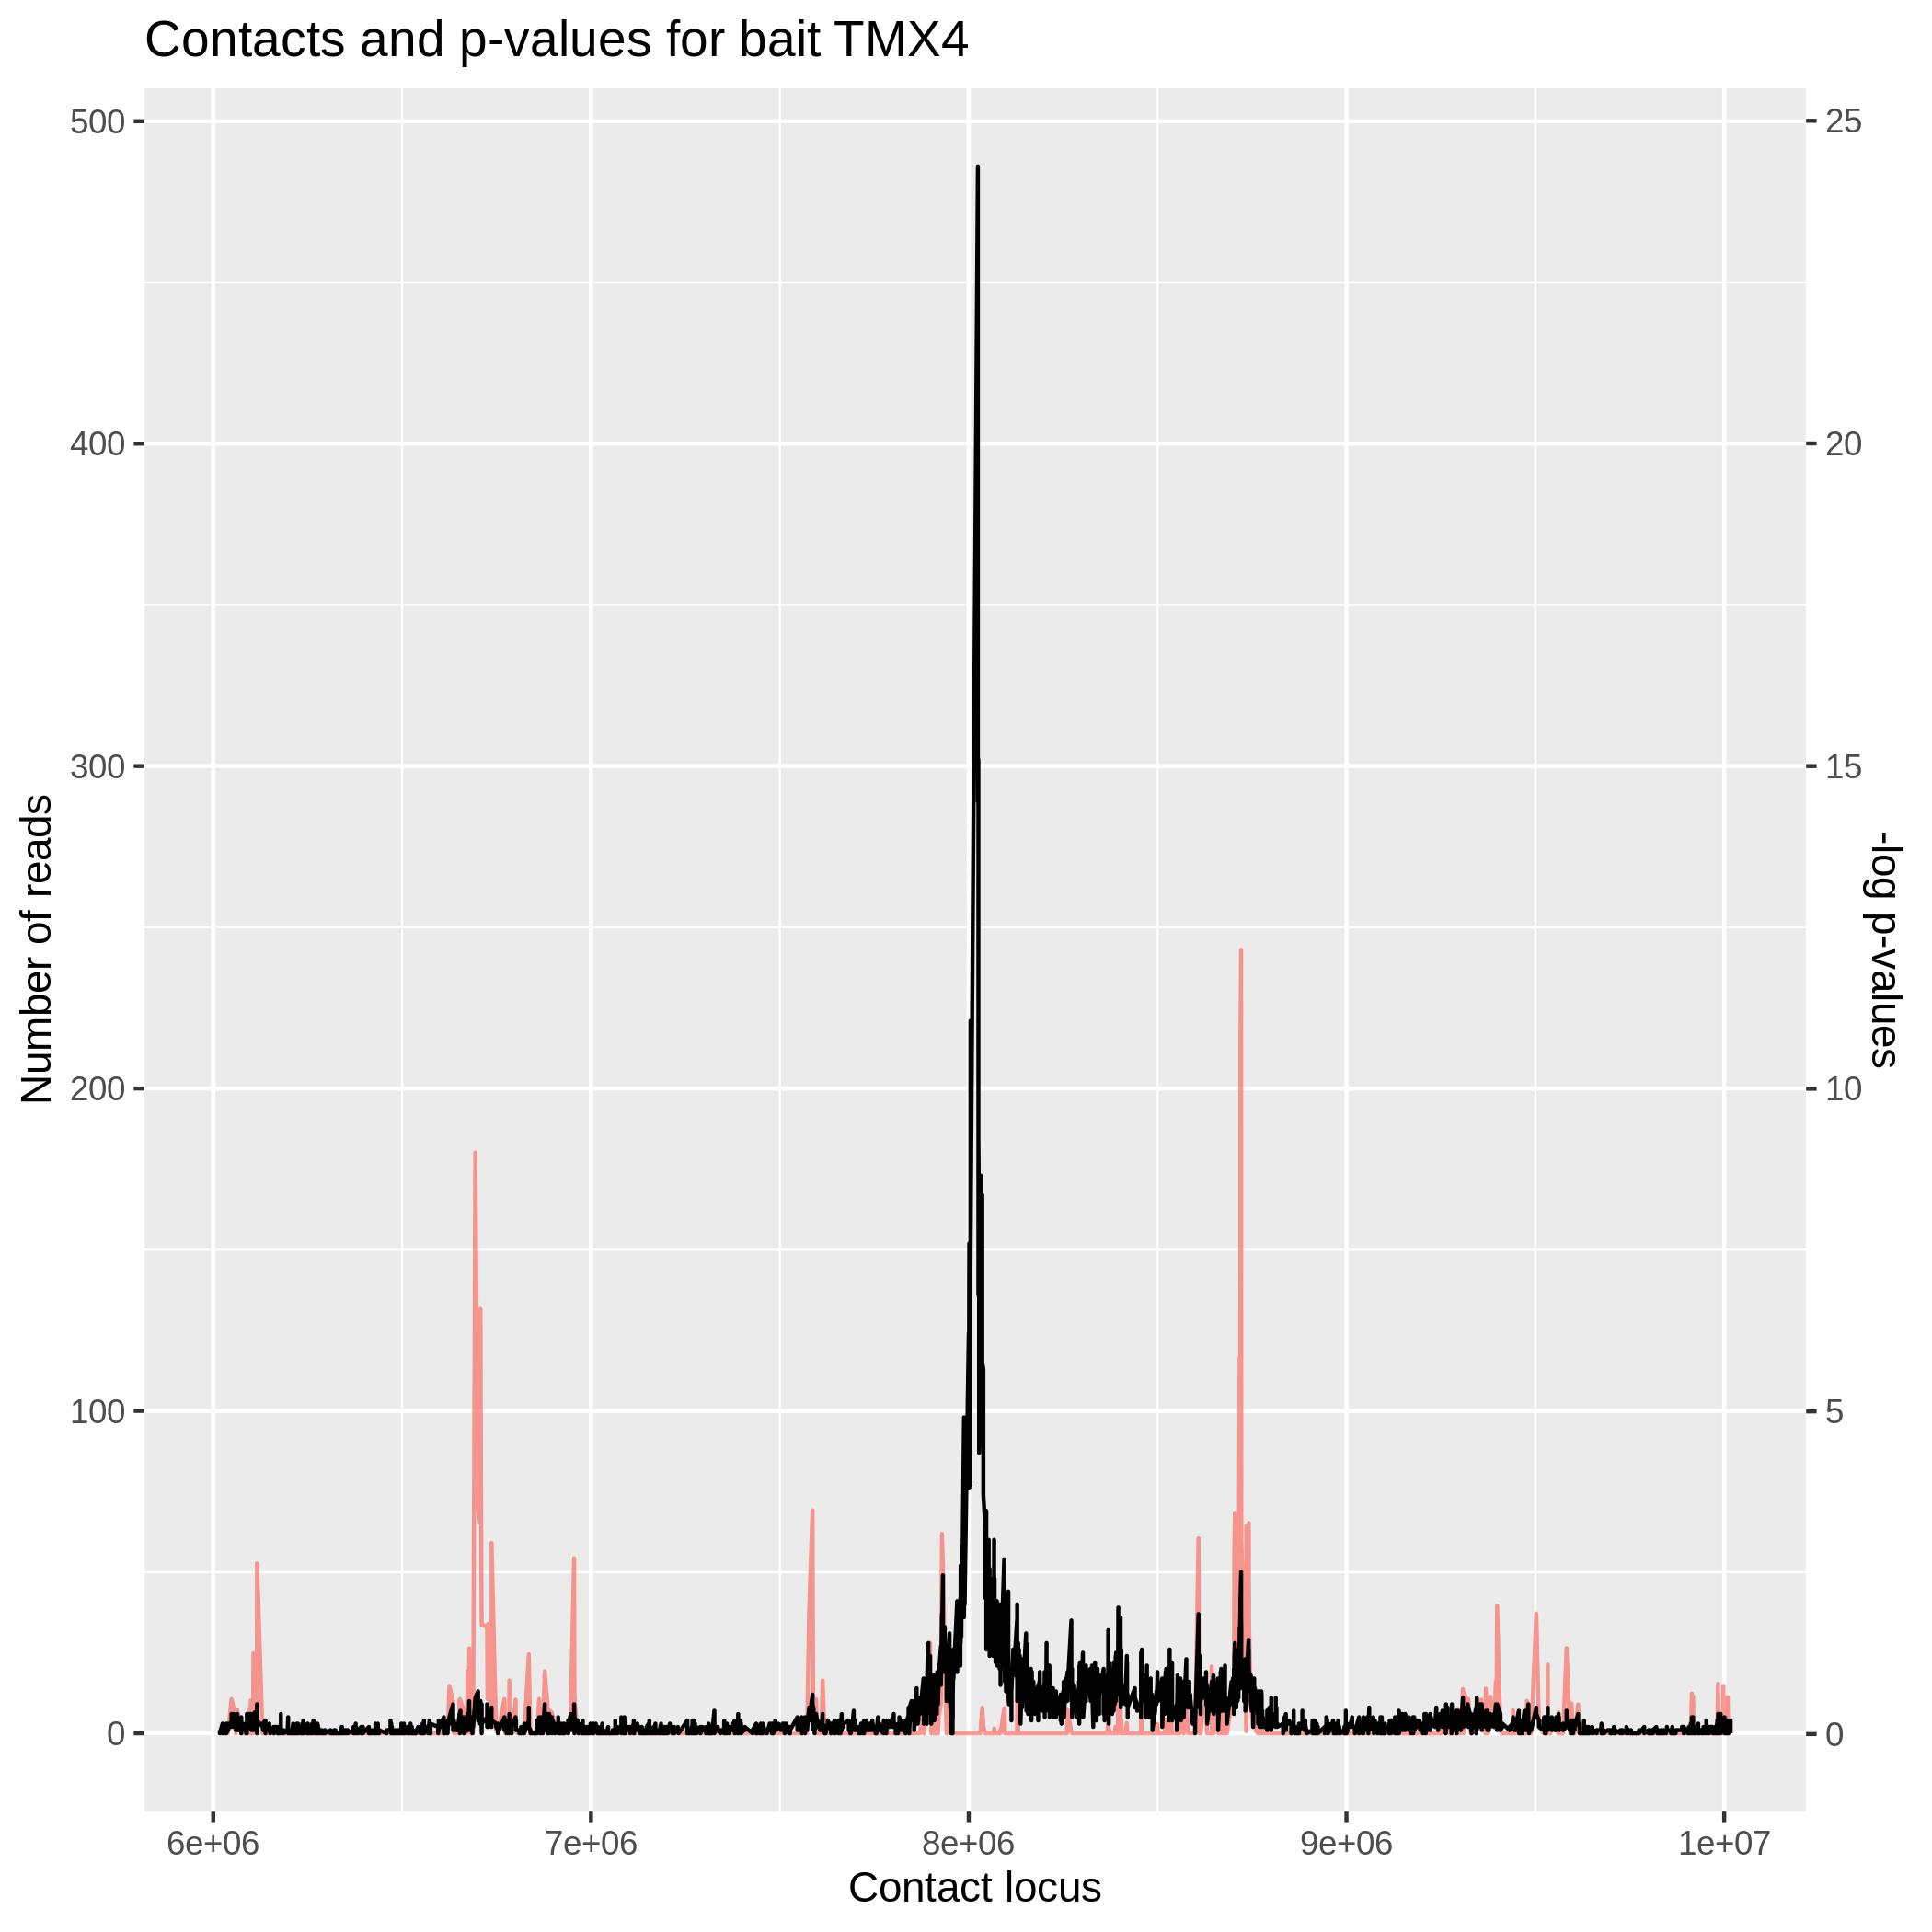 Contacts and p-values for bait TMX4
500
400
300
200
100
0
Number of reads
25
20
15
10
5
0
-log p-values
6e+06
7e+06
8e+06
9e+06
1e+07
Contact locus